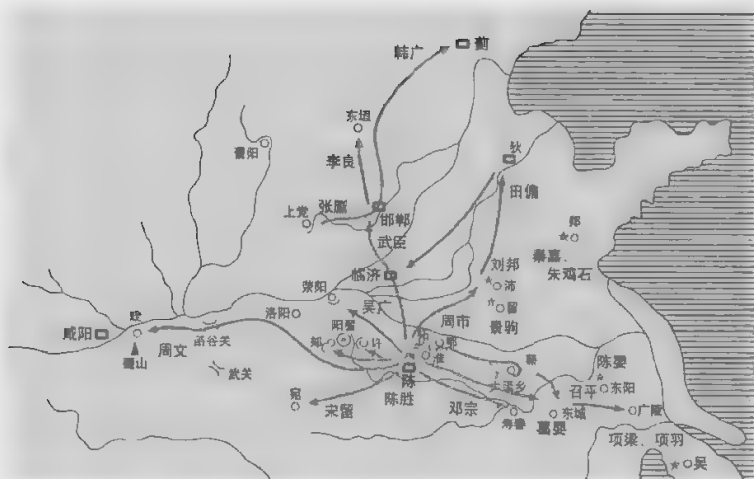 韩广
蓟
东垣
晋阳
李良
狄
田儋
上党
张黡
邯郸
武臣
郯
秦嘉、
朱鸡石
临济
刘邦
沛
荥阳
吴广
留
景驹
洛阳
周市
戏
咸阳
函谷关
阳翟
郏
许
骊山
周文
武关
陈
蕲
陈婴
大泽乡
召平
东阳
陈胜
宛
宋留
邓宗
寿春
东城
葛婴
广陵
项梁、项羽
吴